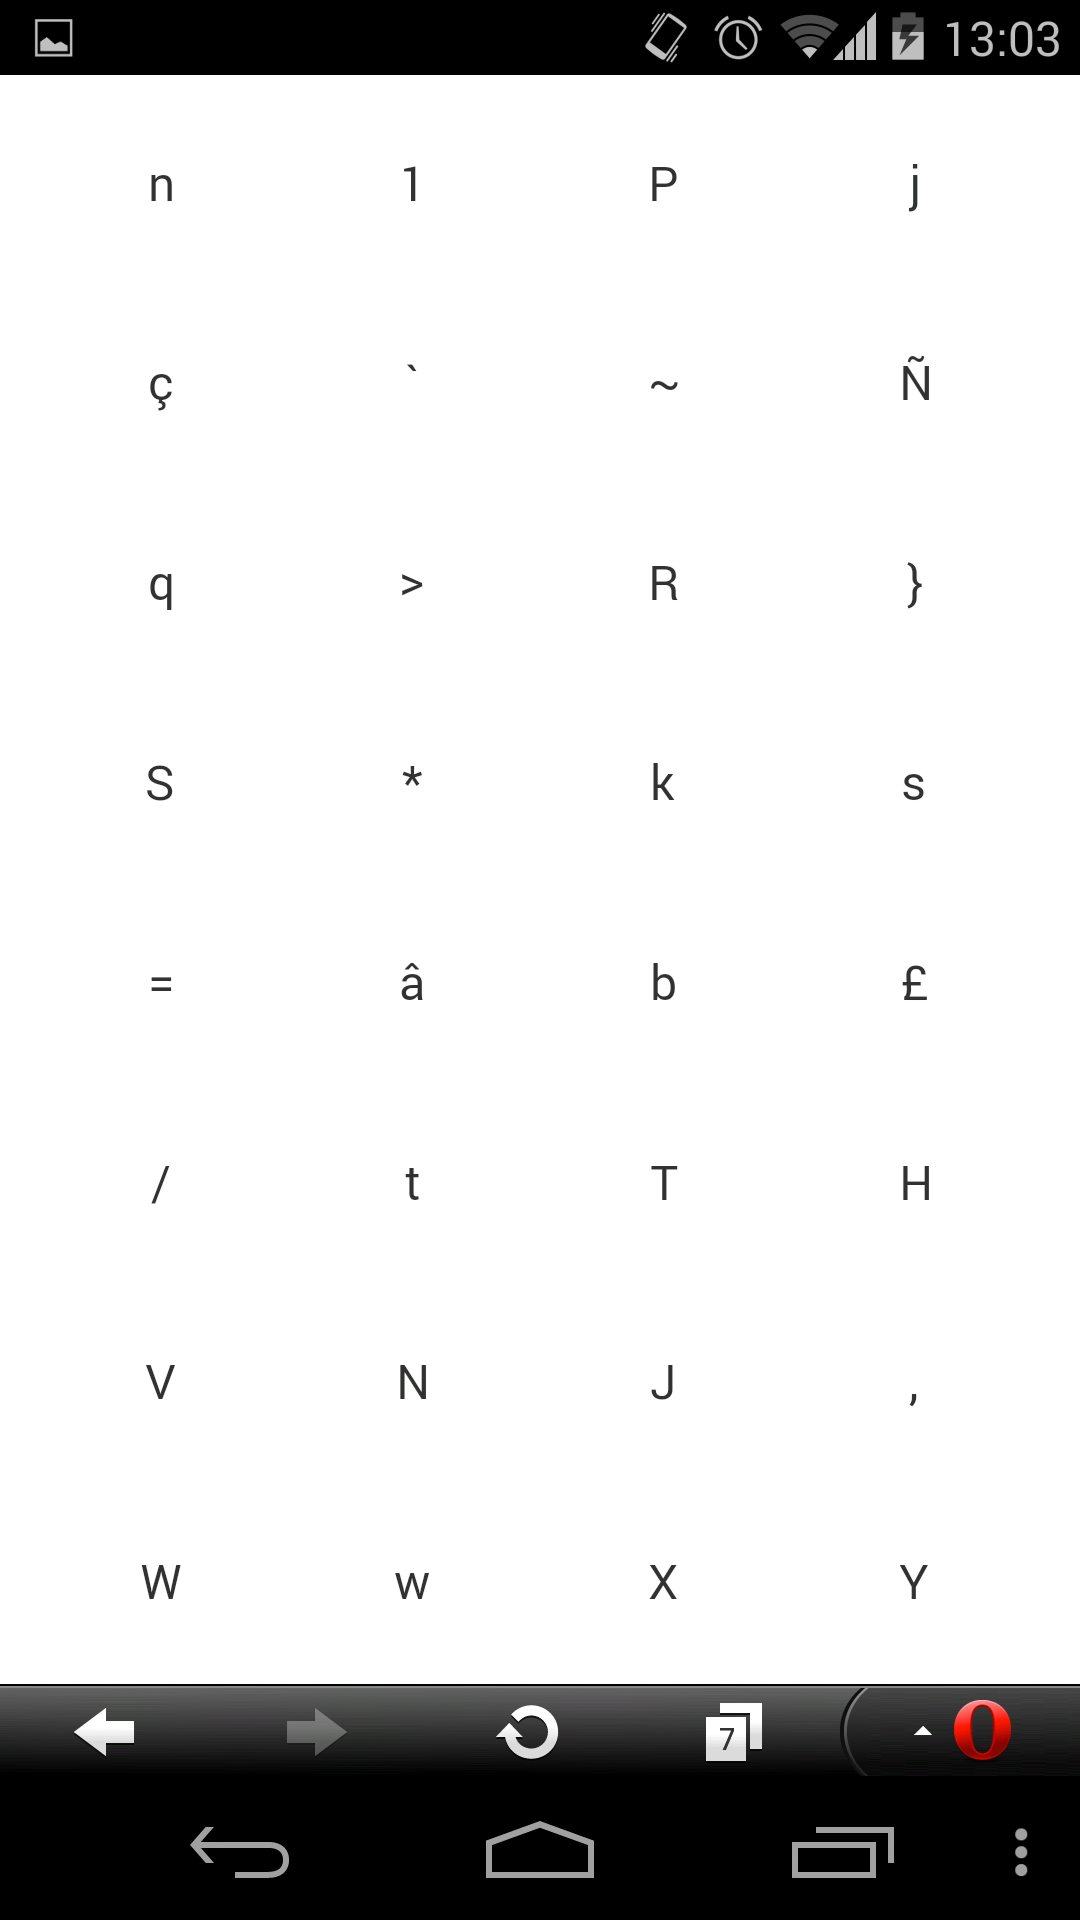 13:03
n 1 P j
ç ` ~ Ñ
q > R }
S * k s
= â b £
/ t T H
V N J ,
W w X Y
7